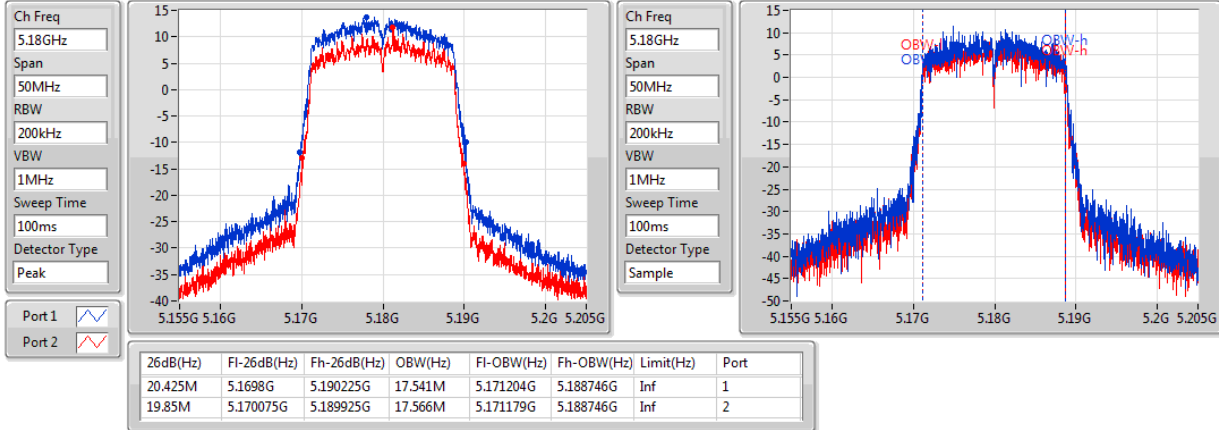 Ch Freq
5.18GHz
Span
50MHz
RBW
200kHz
VBW
1MHz
Sweep Time
100ms
Detector Type
Peak
Port 1
Port 2
15
10
5
0
-5
-10
-15
-20
-25
-30
-35
-40
5.155G 5.16G 5.17G 5.18G 5.19G 5.2G 5.205G
Ch Freq
5.18GHz
Span
50MHz
RBW
200kHz
VBW
1MHz
Sweep Time
100ms
Detector Type
Sample
15
10
5
0
-5
-10
-15
-20
-25
-30
-35
-40
-45
-50
OBW-h
5.155G 5.16G 5.17G 5.18G 5.19G 5.2G 5.205G
26dB(Hz) Fl-26dB(Hz) Fh-26dB(Hz) OBW(Hz) Fl-OBW(Hz) Fh-OBW(Hz) Limit(Hz) Port
20.425M 5.1698G 5.190225G 17.541M 5.171204G 5.188746G Inf 1
19.85M 5.170075G 5.189925G 17.566M 5.171179G 5.188746G Inf 2